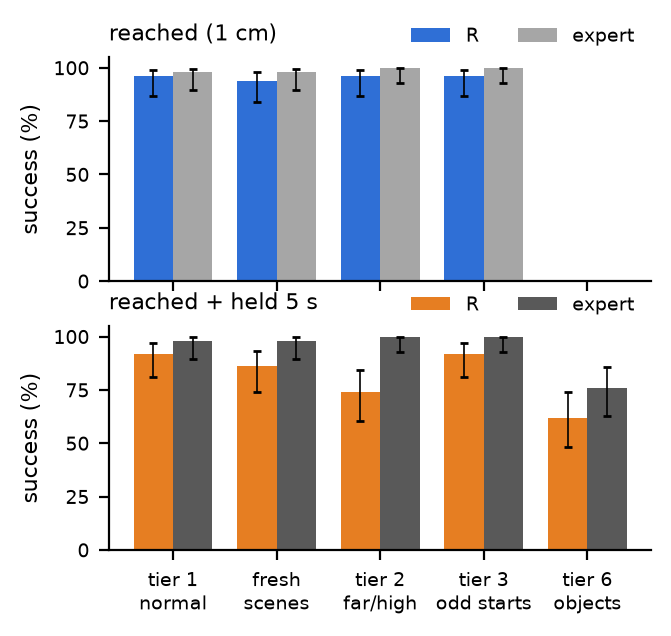 reached (1 cm)
R
expert
success (%)
100
75
50
25
0
reached + held 5 s
R
expert
success (%)
100
75
50
25
0
tier 1
normal
fresh
scenes
tier 2
far/high
tier 3
odd starts
tier 6
objects